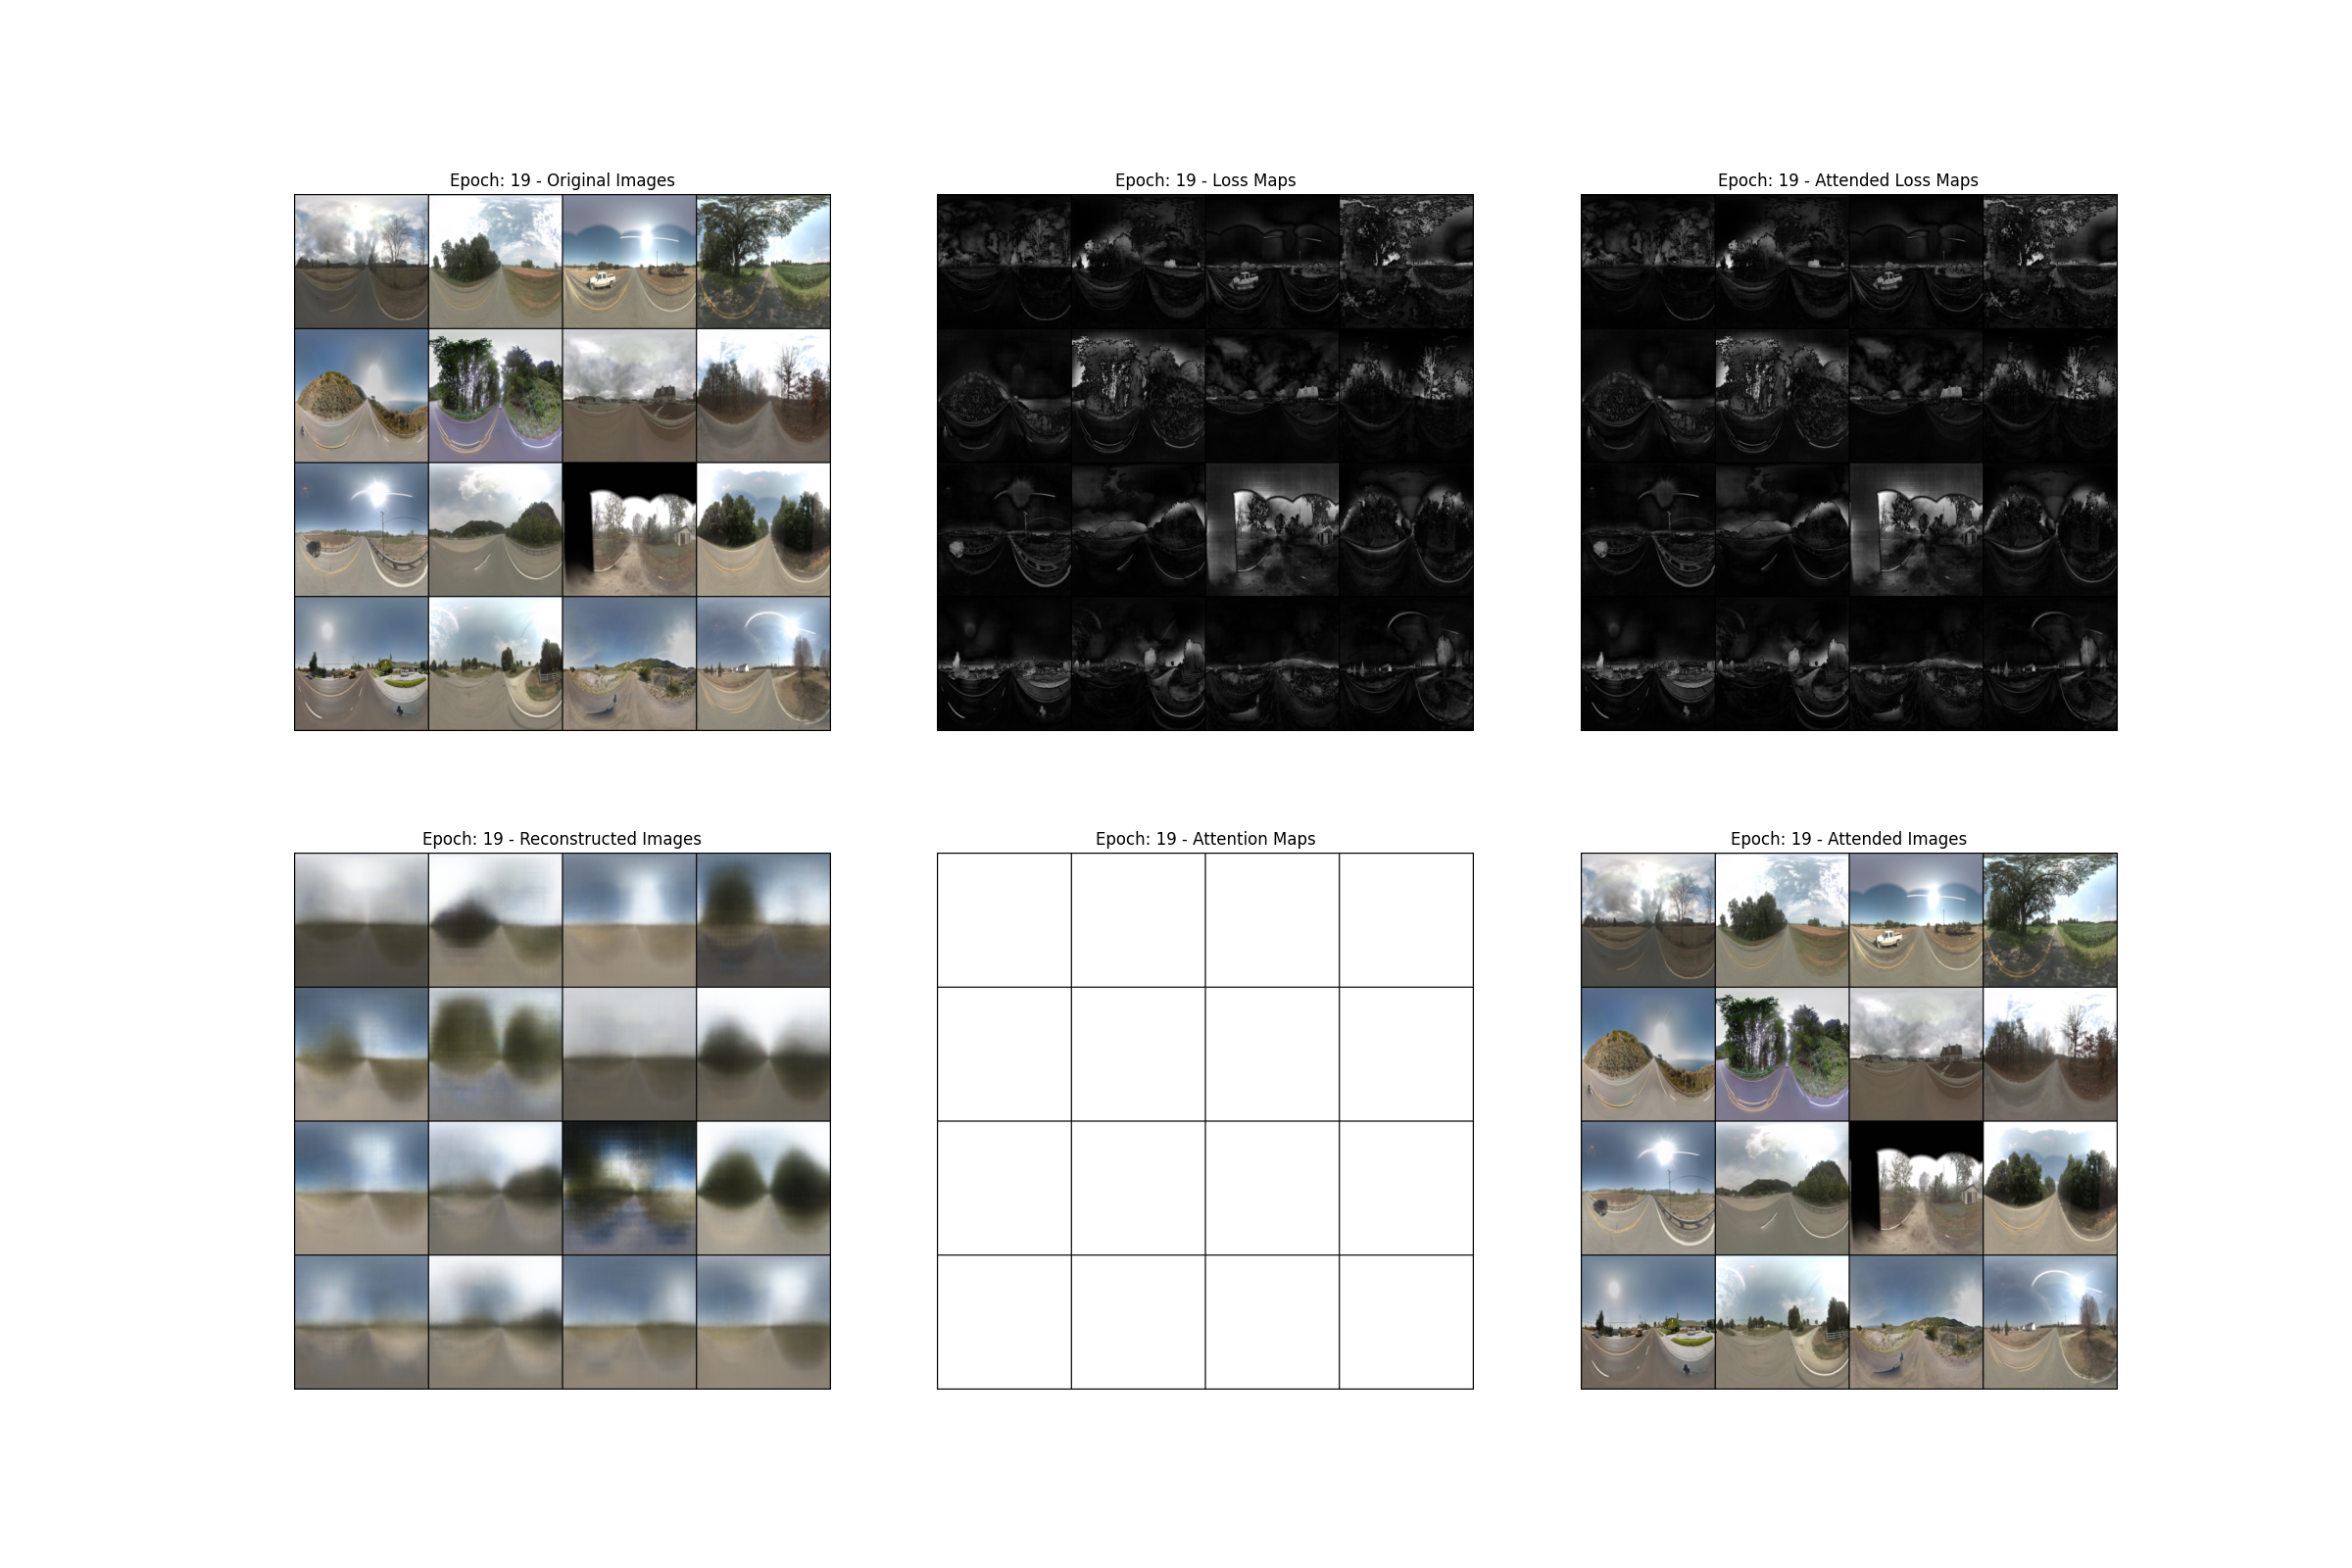 Epoch: 19 - Original Images
Epoch: 19 - Loss Maps
Epoch: 19 - Attended Loss Maps
Epoch: 19 - Reconstructed Images
Epoch: 19 - Attention Maps
Epoch: 19 - Attended Images